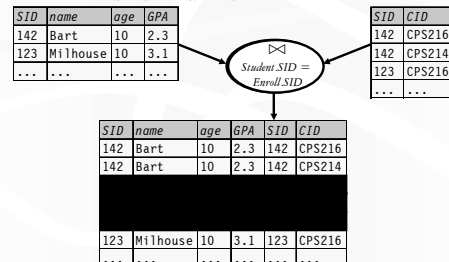 SID name age GPA
142 Bart 10 2.3
123 Milhouse 10 3.1
... ... ... ...
SID CID
142 CPS216
142 CPS214
123 CPS216
... ...
⋈
Student.SID =
Enroll.SID
SID name age GPA SID CID
142 Bart 10 2.3 142 CPS216
142 Bart 10 2.3 142 CPS214
123 Milhouse 10 3.1 123 CPS216
... ... ... ... ... ...